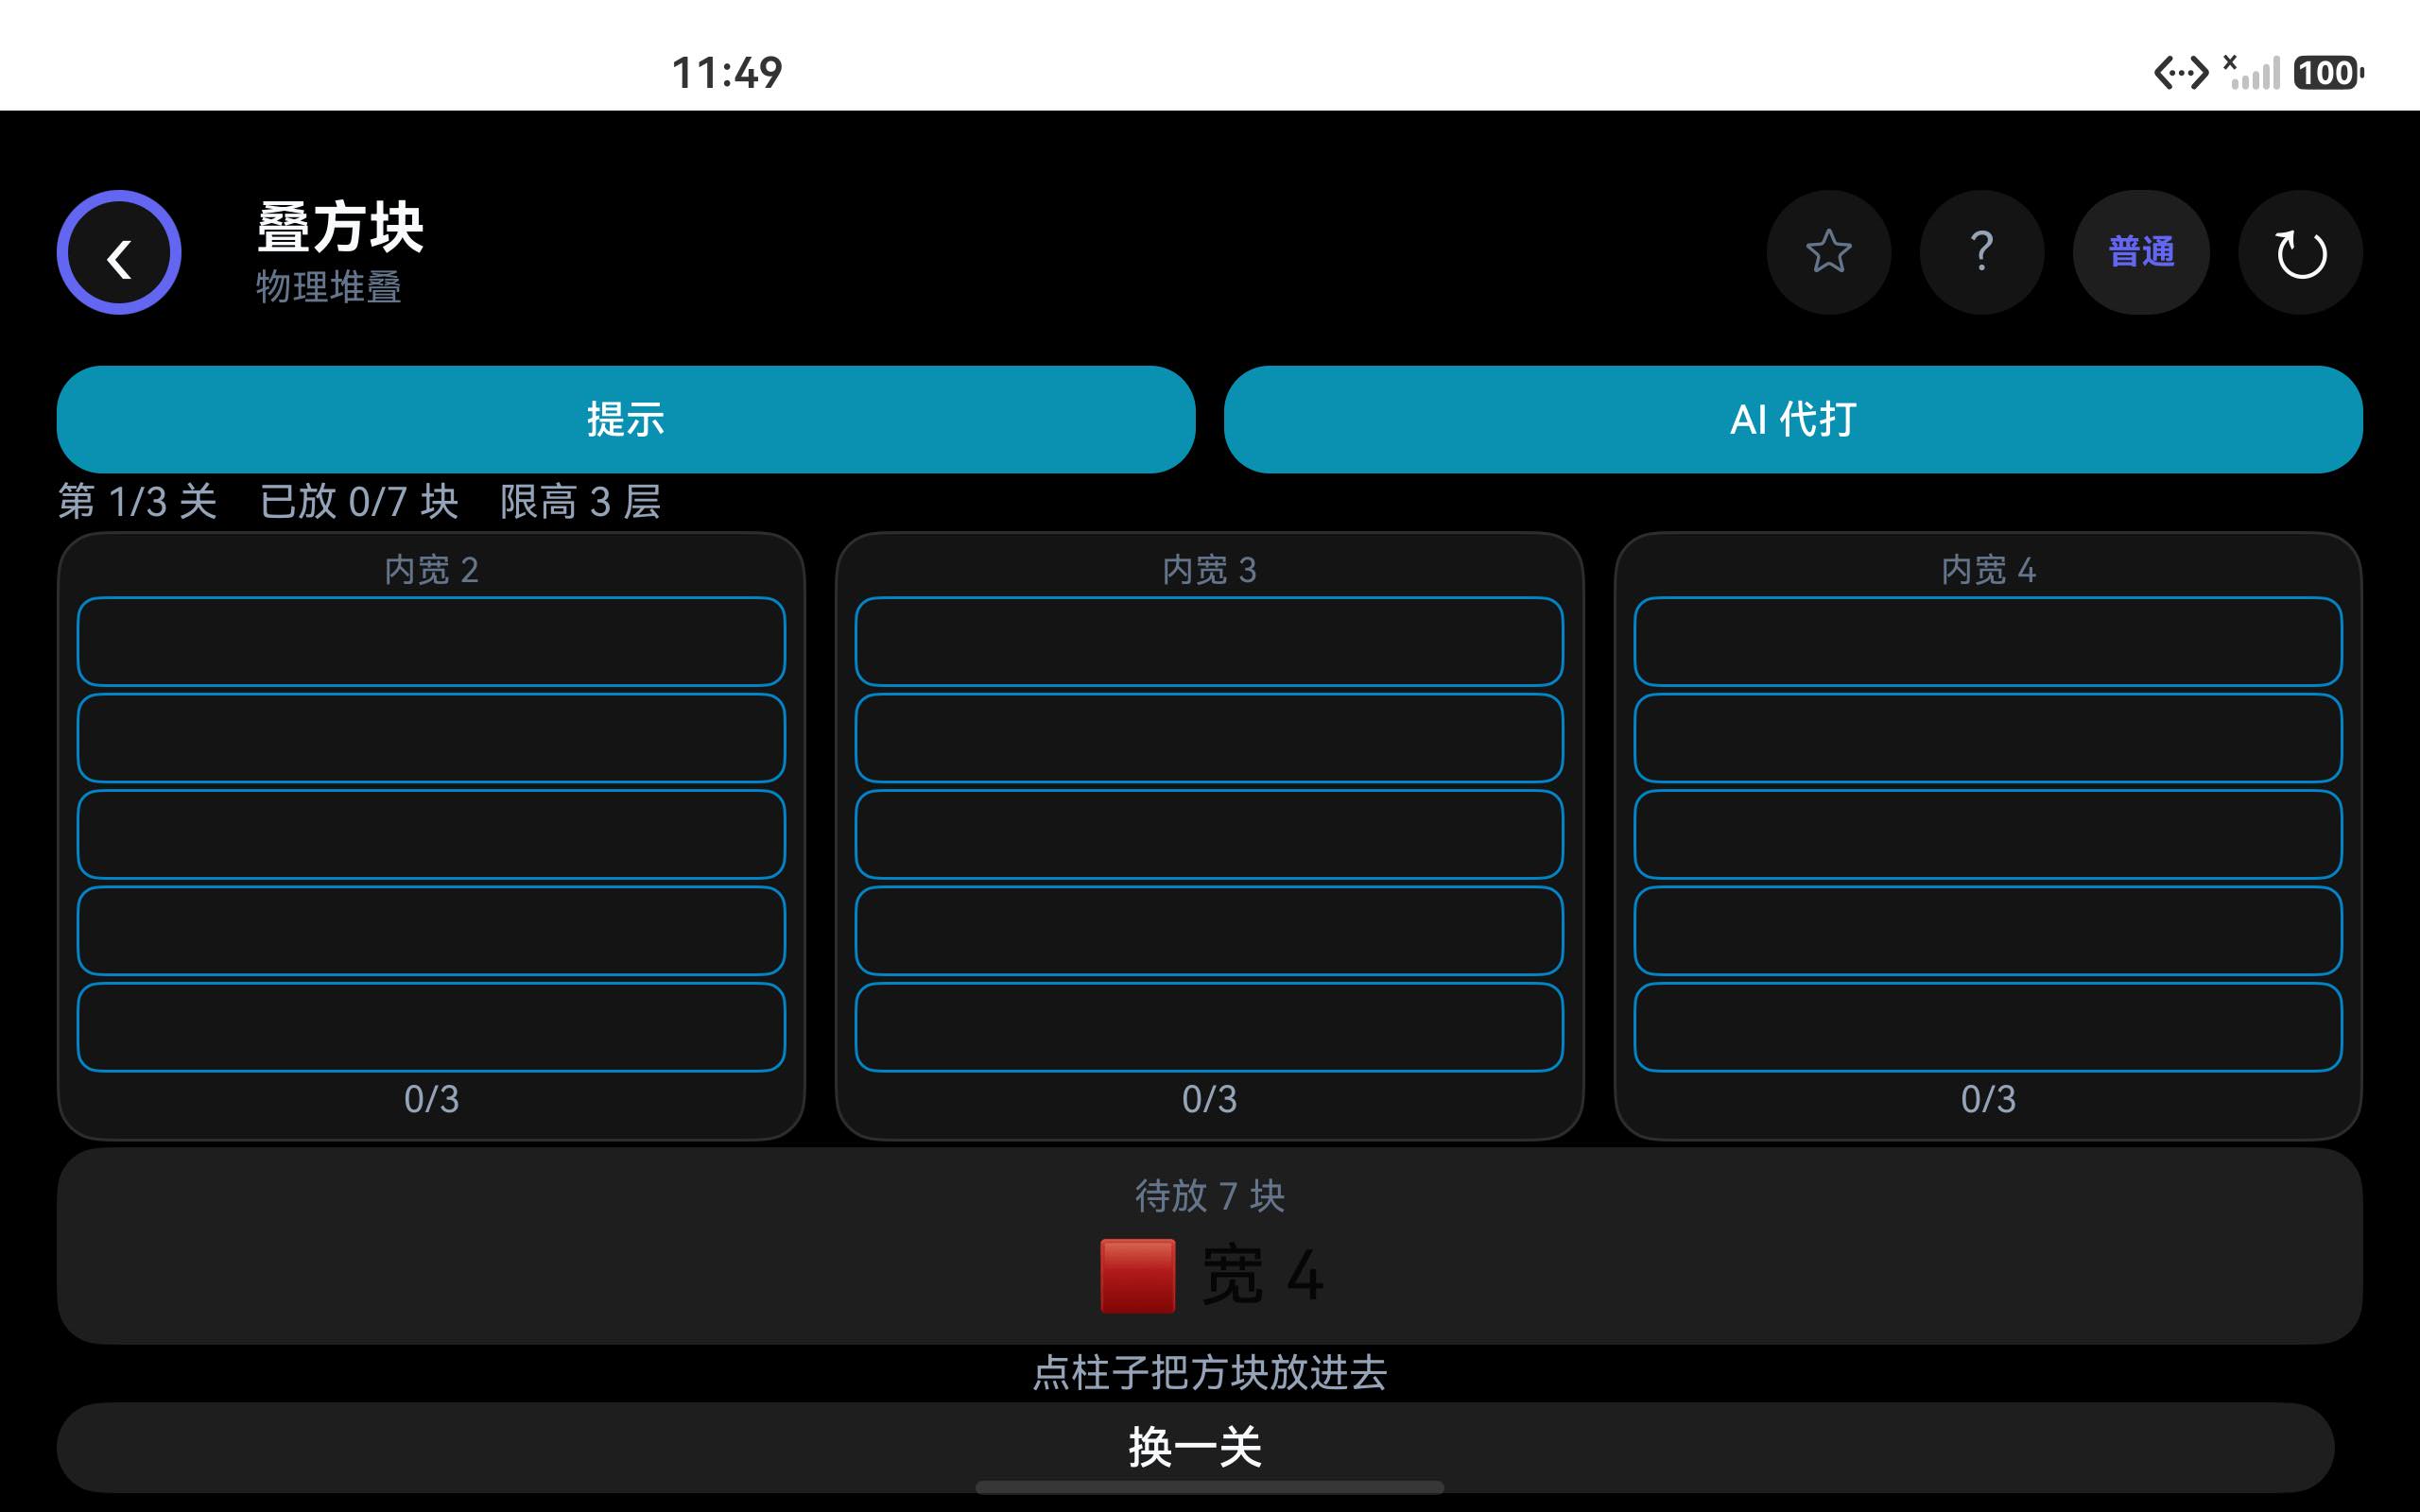 11:49
100
叠方块
物理堆叠
?
普通
提示
AI 代打
第 1/3 关 已放 0/7 块 限高 3 层
内宽 2
内宽 3
内宽 4
0/3
0/3
0/3
待放 7 块
宽 4
点柱子把方块放进去
换一关